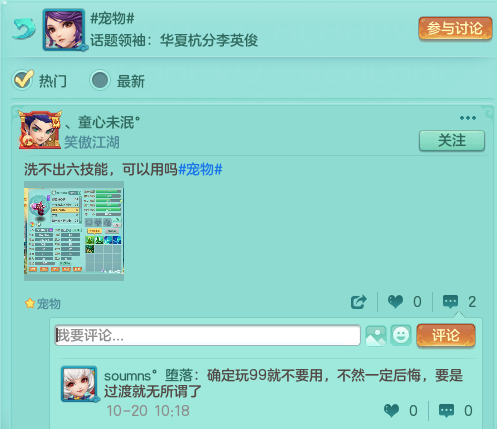 #宠物#
话题领袖：华夏杭分李英俊
参与讨论
热门
最新
、童心未泯°
笑傲江湖
关注
洗不出六技能，可以用吗#宠物#
宠物
0
2
我要评论...
评论
soumns°堕落：确定玩99就不要用，不然一定后悔，要是
过渡就无所谓了
10-20 10:18
0
0